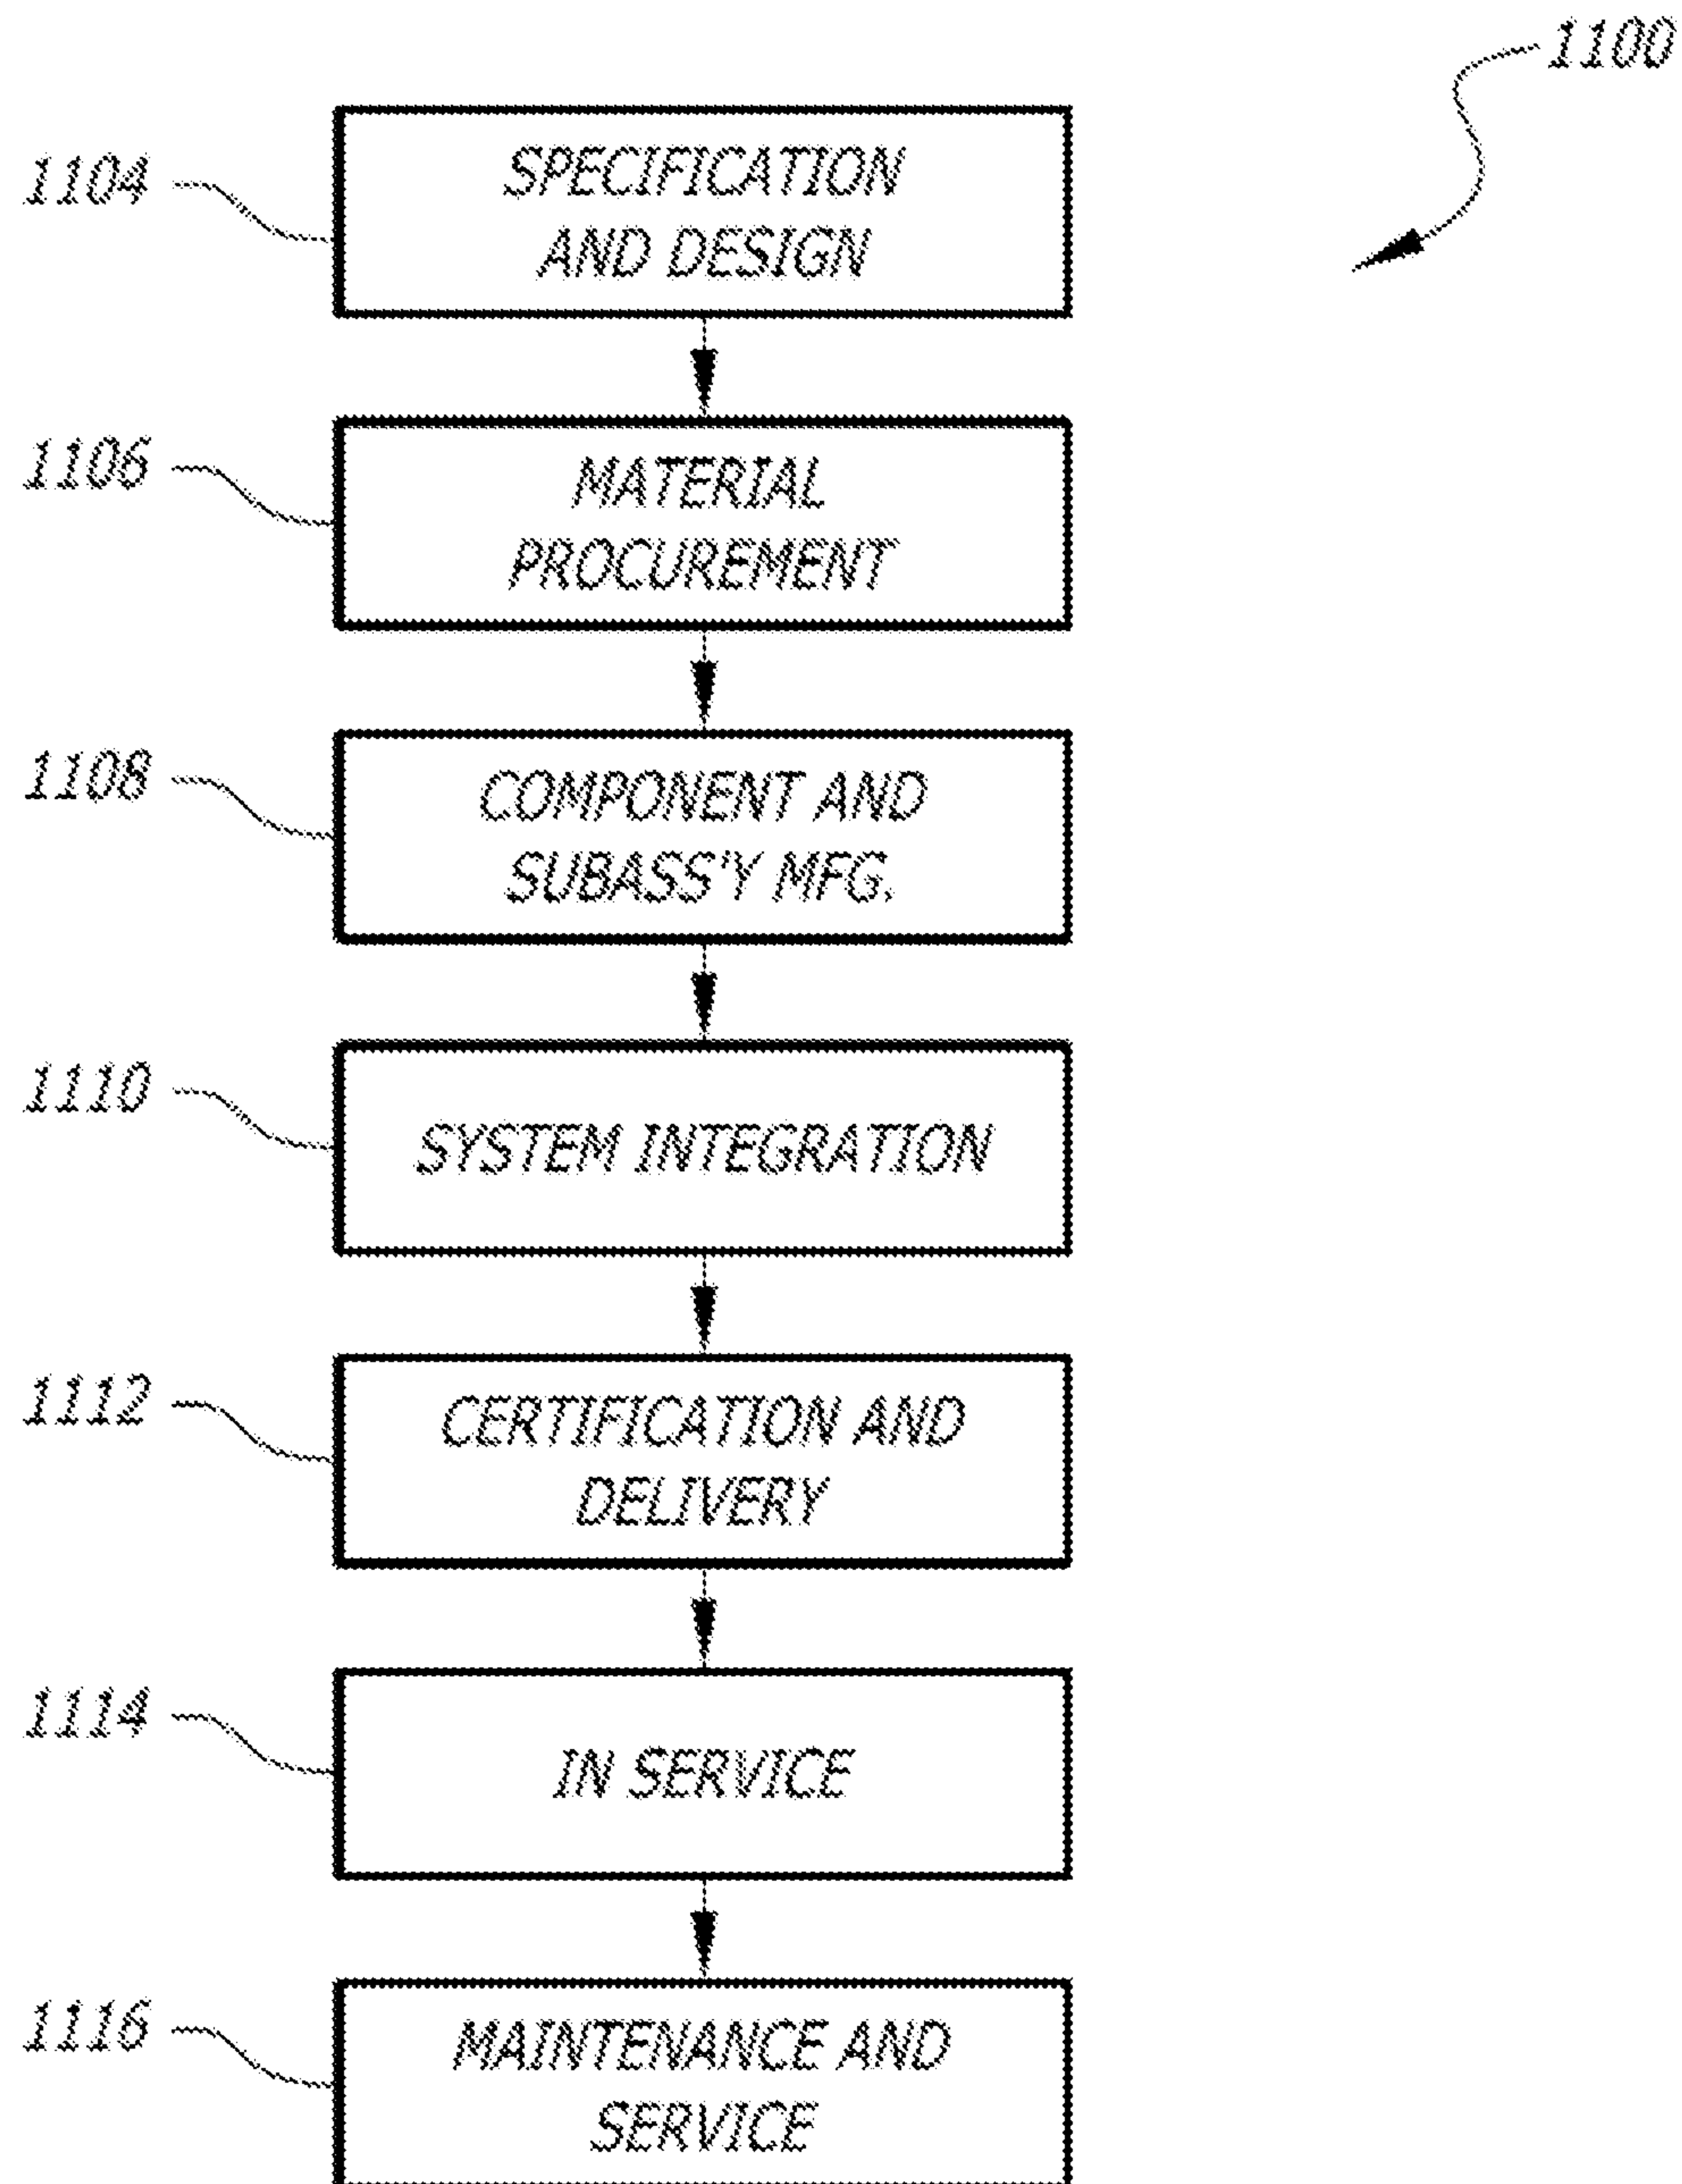 1100
1104
SPECIFICATION
AND DESIGN
1106
MATERIAL
PROCUREMENT
1108
COMPONENT AND
SUBASS'Y MFG.
1110
SYSTEM INTEGRATION
1112
CERTIFICATION AND
DELIVERY
1114
IN SERVICE
1116
MAINTENANCE AND
SERVICE